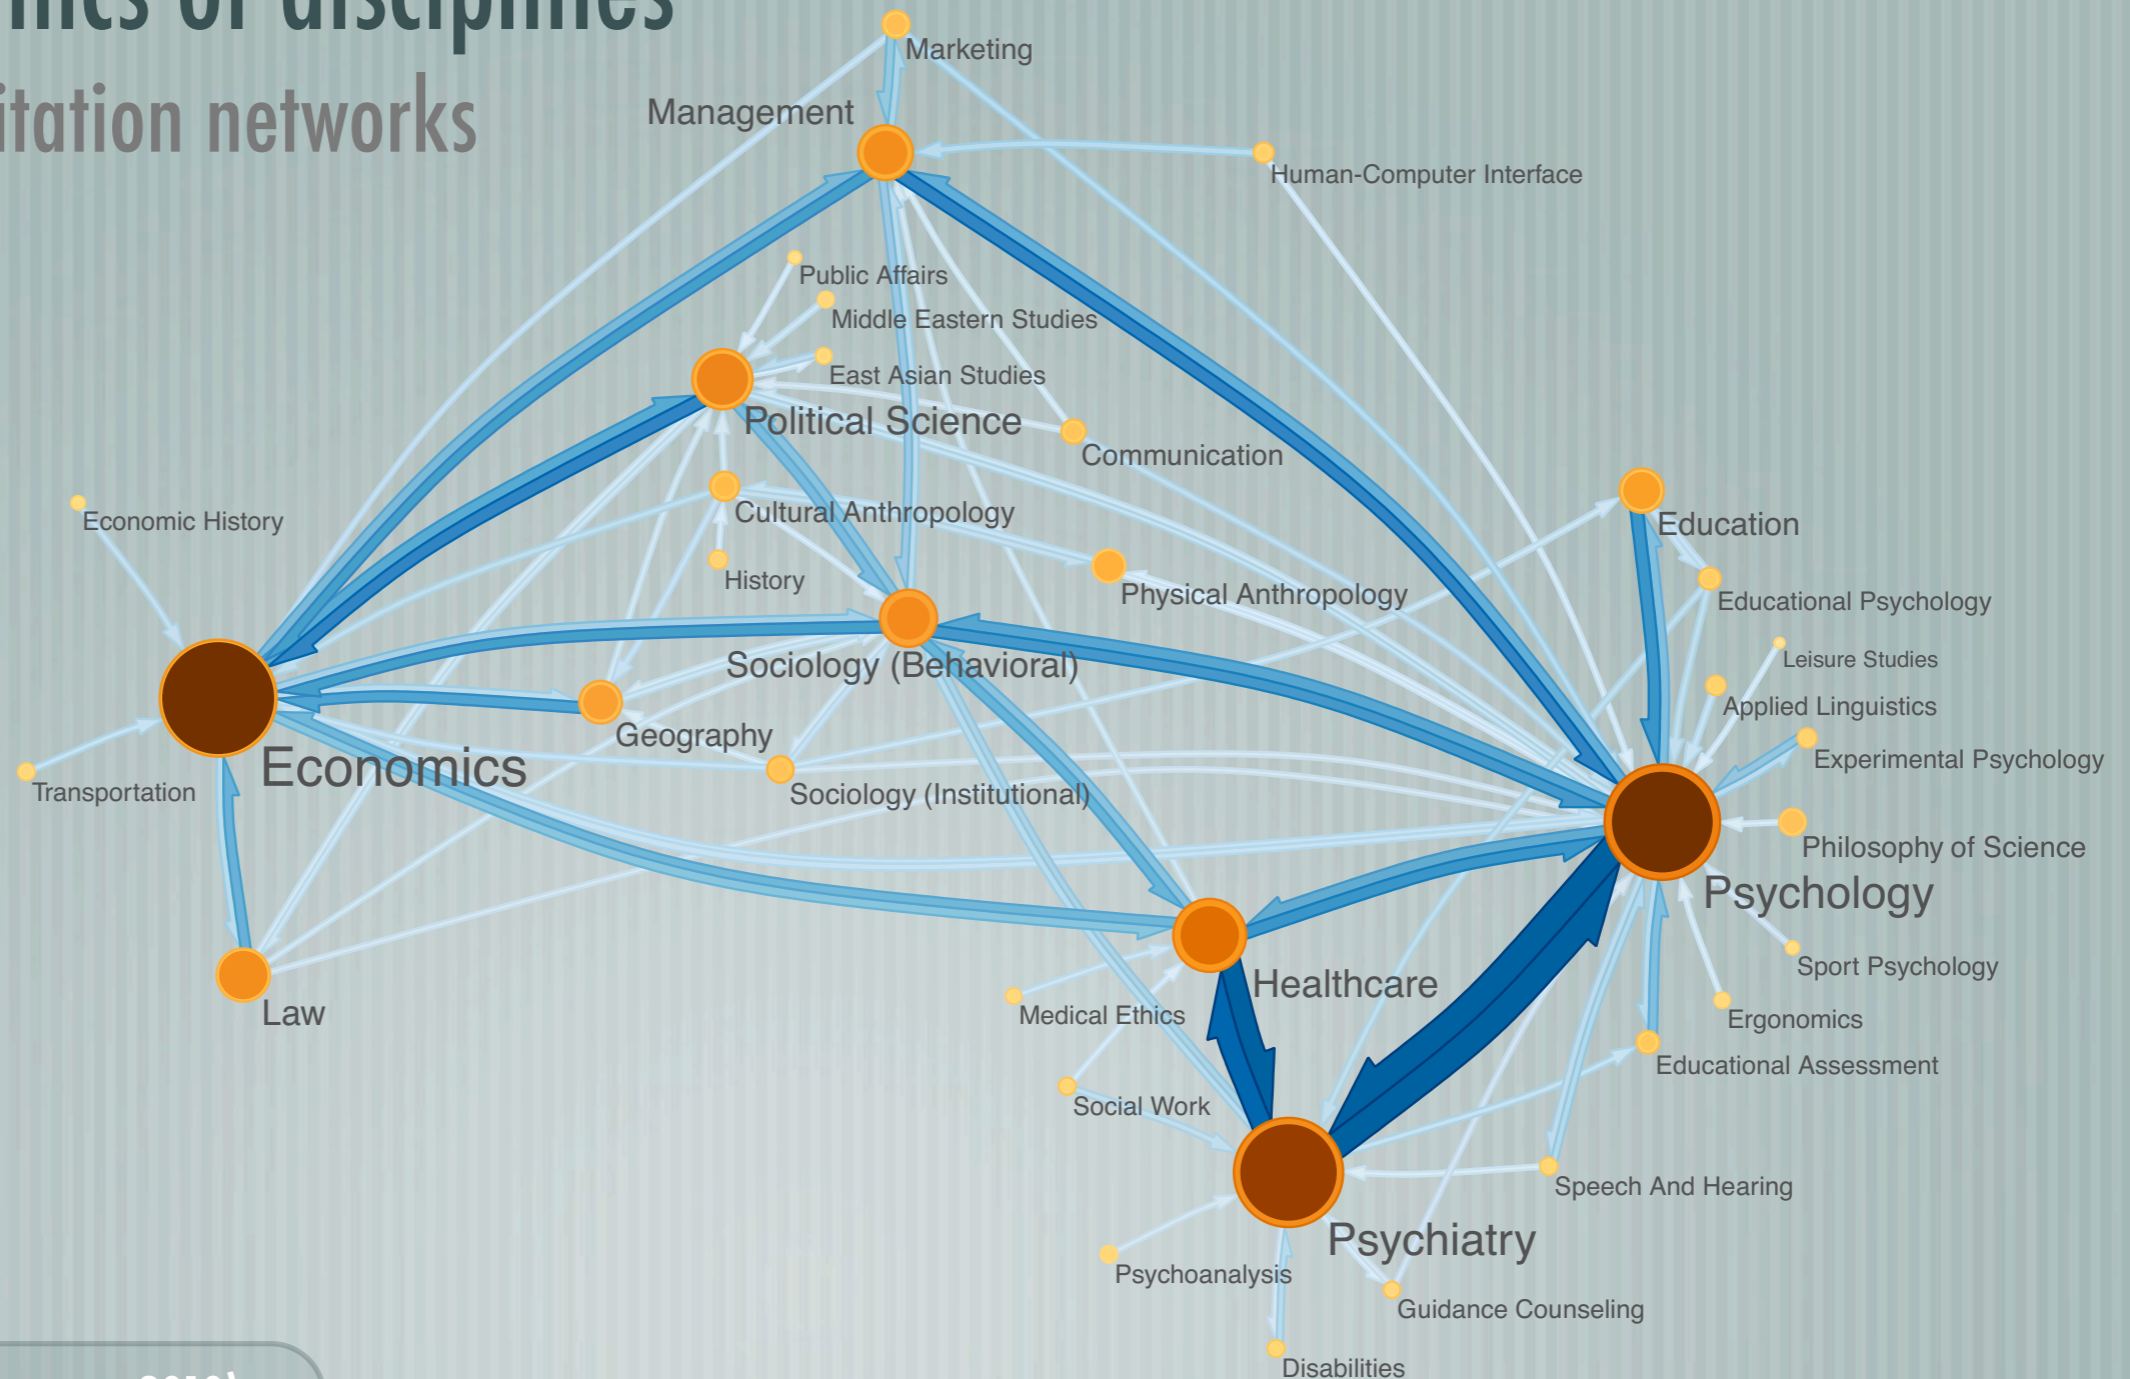 of disciplines
networks
Marketing
Management
Human-Computer Interface
Public Affairs
Middle Eastern Studies
East Asian Studies
Political Science
Communication
Education
Cultural Anthropology
Economic History
History
Physical Anthropology
Educational Psychology
Leisure Studies
Sociology (Behavioral)
Applied Linguistics
Geography
Experimental Psychology
Economics
Transportation
Sociology (Institutional)
Philosophy of Science
Psychology
Sport Psychology
Healthcare
Law
Medical Ethics
Ergonomics
Educational Assessment
Social Work
Speech And Hearing
Psychiatry
Psychoanalysis
Guidance Counseling
Disabilities